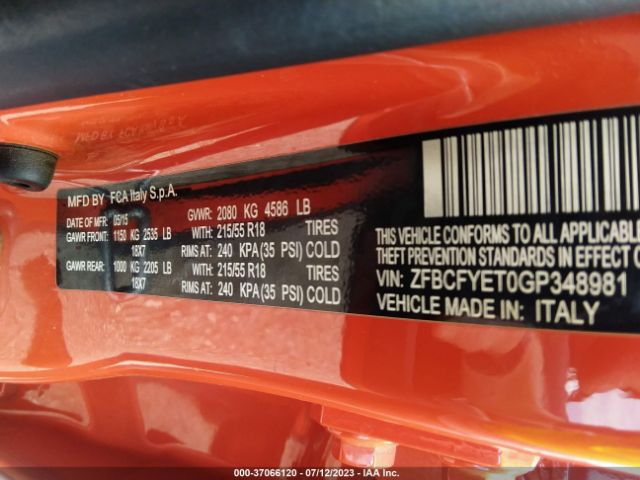 MFD BY FCA Italy S.p.A.
DATE OF MFR: 05/15 GVWR: 2080 KG 4586 LB
GAWR FRONT: 1150 KG 2535 LB WITH: 215/55 R18 TIRES
18X7 RIMS AT: 240 KPA(35 PSI) COLD
GAWR REAR: 1000 KG 2205 LB WITH: 215/55 R18 TIRES
18X7 RIMS AT: 240 KPA(35 PSI) COLD
THIS VEHICLE CONFORMS TO ALL APPLICABLE
THEFT PREVENTION STANDARDS IN EFFECT
VIN: ZFBCFYET0GP348981
VEHICLE MADE IN: ITALY
000-37066120 - 07/12/2023 - IAA Inc.